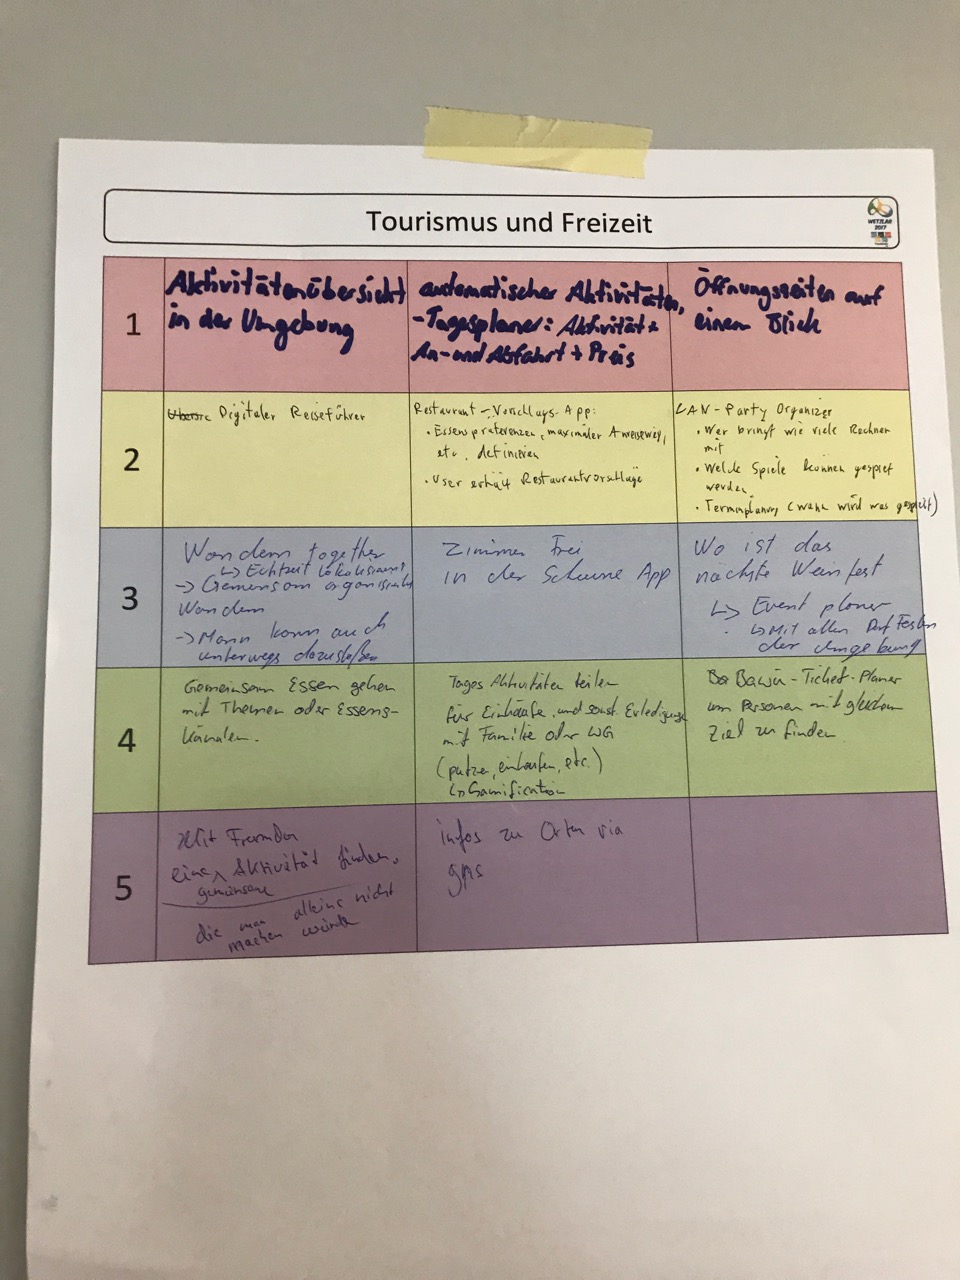 Tourismus und Freizeit
WETZLAR
2017
1
Aktivitätenübersicht
in der Umgebung
automatischer Aktivitäten,
-Tagesplaner: Aktivität +
An- und Abfahrt + Preis
Öffnungszeiten auf
einem Blick
2
Digitaler Reiseführer
Restaurant-Vorschlags-App:
• Essenspräferenzen, maximaler Anreiseweg,
etc. definieren
• User erhält Restaurantvorschläge
LAN-Party Organizer
• Wer bringt wie viele Rechner
mit
• Welche Spiele können gespielt
werden
• Terminplanung (wann wird was gespielt)
3
Wandern together
↳ Echtzeit lokalisiert
→ Gemeinsam organisiertes
Wandern
→ Mann kann auch
unterwegs dazustoßen
Zimmer frei
in der Scheune App
Wo ist das
nächste Weinfest
↳ Event planer
↳ Mit allen Dorf Festen
der Umgebung
4
Gemeinsam Essen gehen
mit Themen oder Essens-
kanälen.
Tages Aktivitäten teilen
für Einkäufe, und sonst. Erledigungen
mit Familie oder WG
(putzen, einkaufen, etc.)
↳ Gamification
BaWü-Ticket-Planer
um Personen mit gleichem
Ziel zu finden.
5
Mit Fremden
eine Aktivität finden,
gemeinsame
die man alleine nicht
machen würde
infos zu Orten via
gps